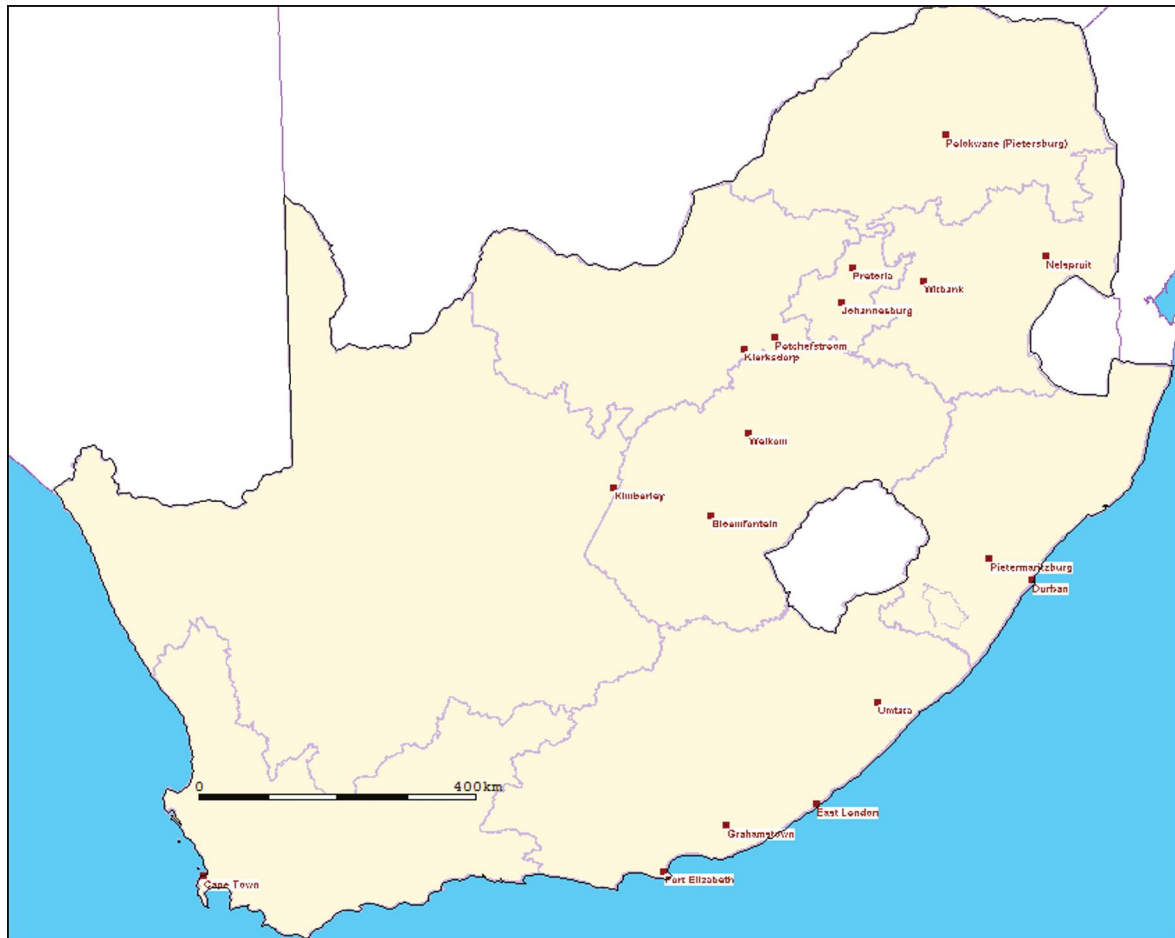 Polokwane (Pietersburg)
Nelspruit
Pretoria
Witbank
Johannesburg
Potchefstroom
Klerksdorp
Welkom
Kimberley
Bloemfontein
Pietermaritzburg
Durban
Umtata
0 400km
East London
Grahamstown
Port Elizabeth
Cape Town